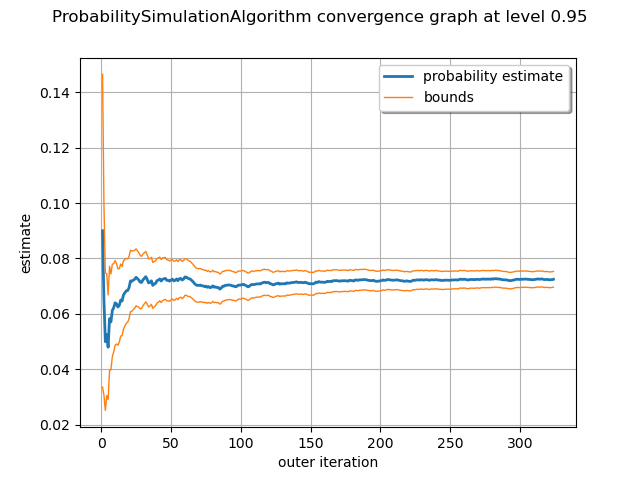 ProbabilitySimulationAlgorithm convergence graph at level 0.95
probability estimate
bounds
0.14
0.12
0.10
0.08
0.06
0.04
0.02
estimate
0 50 100 150 200 250 300
outer iteration